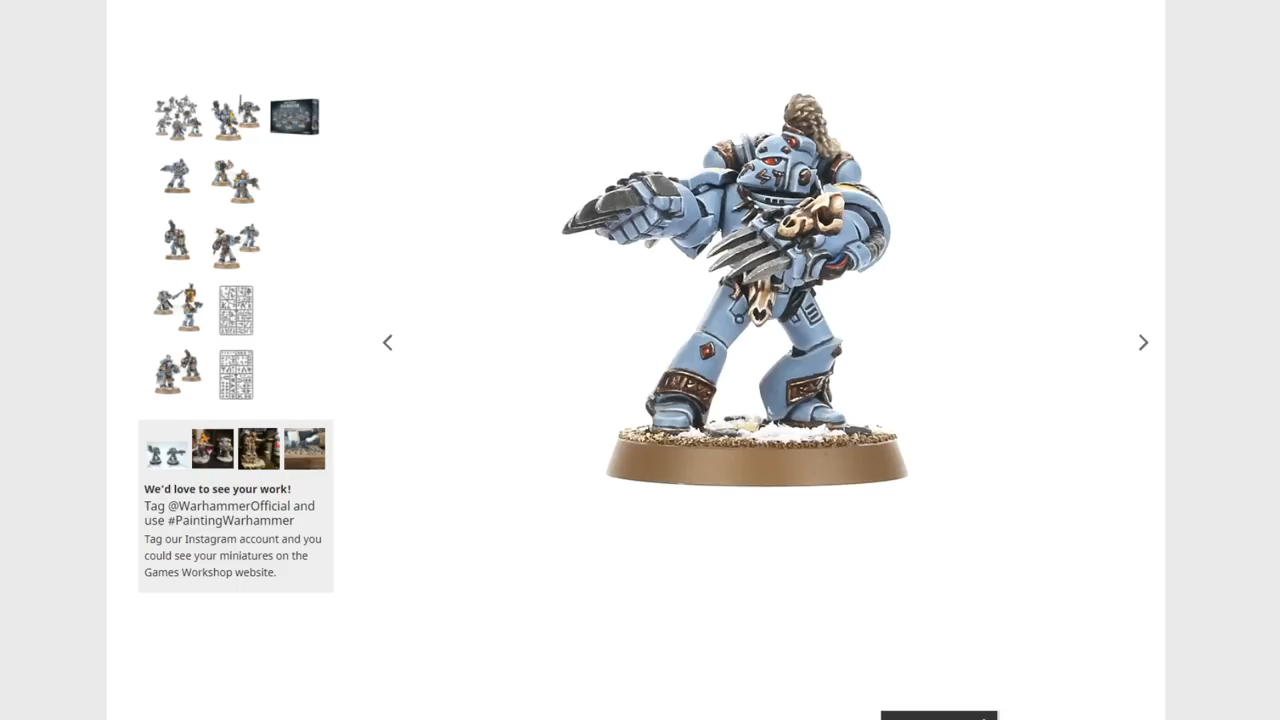 We'd love to see your work!
Tag @WarhammerOfficial and
use #PaintingWarhammer
Tag our Instagram account and you
could see your miniatures on the
Games Workshop website.